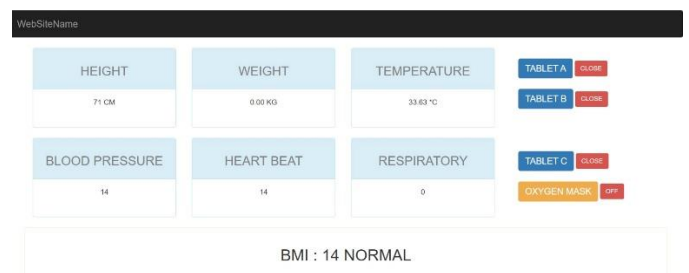 WebSiteName
HEIGHT WEIGHT TEMPERATURE TABLET A CLOSE
71 CM 0.00 KG 33.63 °C TABLET B CLOSE
BLOOD PRESSURE HEART BEAT RESPIRATORY TABLET C CLOSE
14 14 0 OXYGEN MASK OFF
BMI : 14 NORMAL